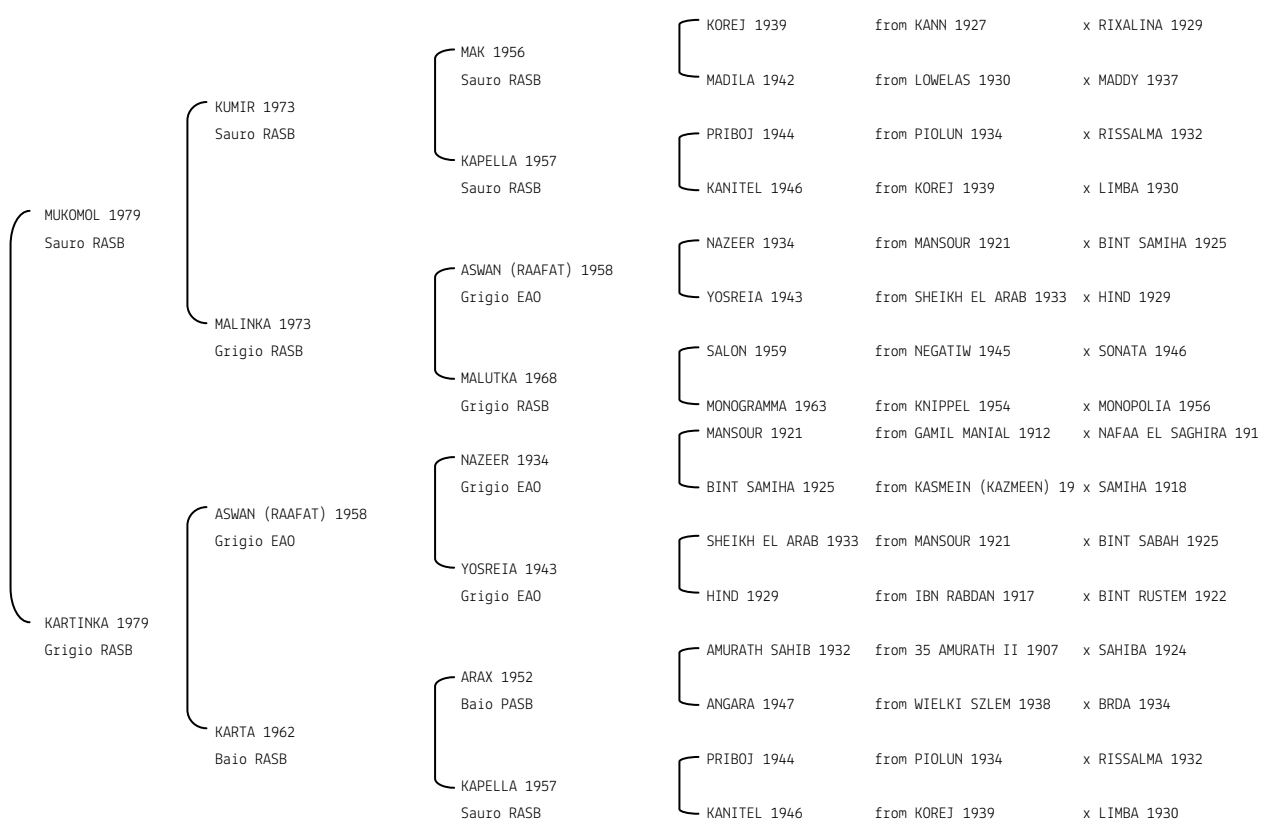 KOREJ 1939 from KANN 1927 x RIXALINA 1929
MAK 1956
Sauro RASB
MADILA 1942 from LOWELAS 1930 x MADDY 1937
KUMIR 1973
Sauro RASB
PRIBOJ 1944 from PIOLUN 1934 x RISSALMA 1932
KAPELLA 1957
Sauro RASB
KANITEL 1946 from KOREJ 1939 x LIMBA 1930
MUKOMOL 1979
Sauro RASB
NAZEER 1934 from MANSOUR 1921 x BINT SAMIHA 1925
ASWAN (RAAFAT) 1958
Grigio EAO
YOSREIA 1943 from SHEIKH EL ARAB 1933 x HIND 1929
MALINKA 1973
Grigio RASB
SALON 1959 from NEGATIW 1945 x SONATA 1946
MALUTKA 1968
Grigio RASB
MONOGRAMMA 1963 from KNIPPEL 1954 x MONOPOLIA 1956
MANSOUR 1921 from GAMIL MANIAL 1912 x NAFAA EL SAGHIRA 191
NAZEER 1934
Grigio EAO
BINT SAMIHA 1925 from KASMEIN (KAZMEEN) 19 x SAMIHA 1918
ASWAN (RAAFAT) 1958
Grigio EAO
SHEIKH EL ARAB 1933 from MANSOUR 1921 x BINT SABAH 1925
YOSREIA 1943
Grigio EAO
HIND 1929 from IBN RABDAN 1917 x BINT RUSTEM 1922
KARTINKA 1979
Grigio RASB
AMURATH SAHIB 1932 from 35 AMURATH II 1907 x SAHIBA 1924
ARAX 1952
Baio PASB
ANGARA 1947 from WIELKI SZLEM 1938 x BRDA 1934
KARTA 1962
Baio RASB
PRIBOJ 1944 from PIOLUN 1934 x RISSALMA 1932
KAPELLA 1957
Sauro RASB
KANITEL 1946 from KOREJ 1939 x LIMBA 1930